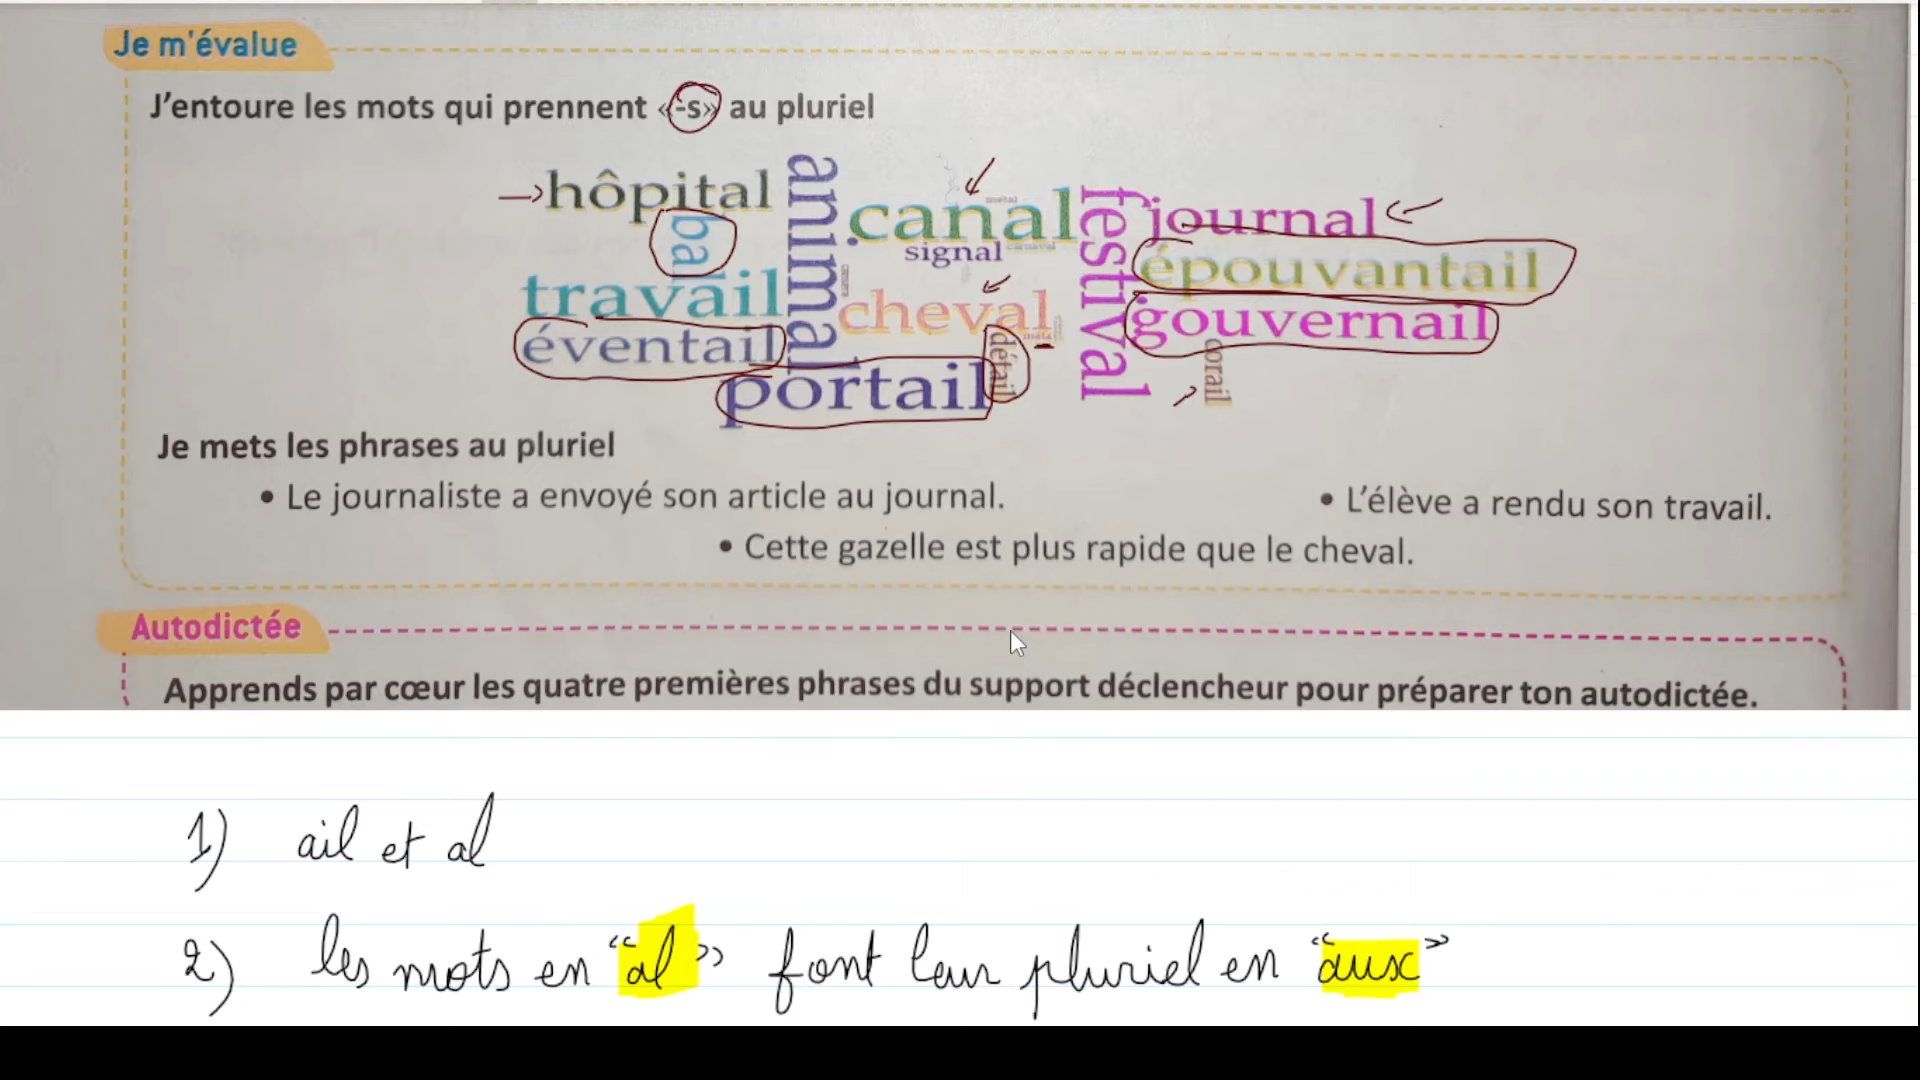 Je m'évalue
J'entoure les mots qui prennent «-s» au pluriel
hôpital
bal
animal
canal
métal
signal
carnaval
festival
journal
épouvantail
travail
cheval
gouvernail
éventail
détail
corail
portail
Je mets les phrases au pluriel
• Le journaliste a envoyé son article au journal.
• L'élève a rendu son travail.
• Cette gazelle est plus rapide que le cheval.
Autodictée
Apprends par cœur les quatre premières phrases du support déclencheur pour préparer ton autodictée.
1) ail et al
2) les mots en "al" font leur pluriel en "aux"